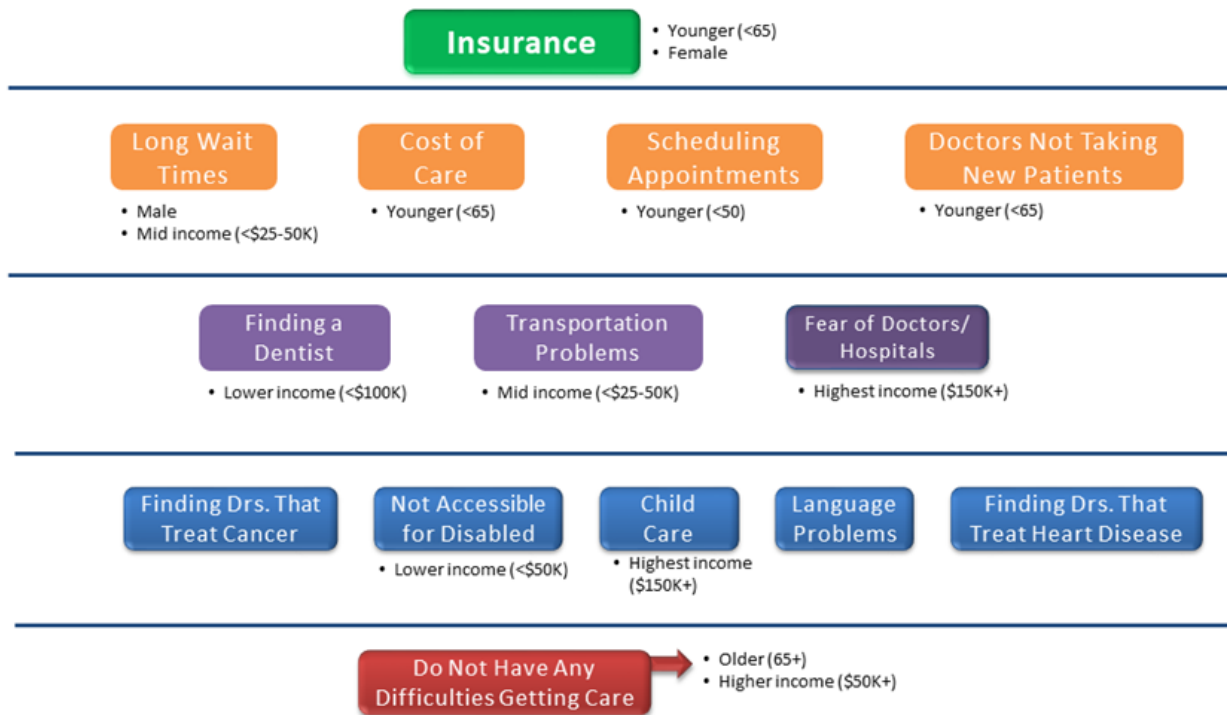 Insurance
• Younger (<65)
• Female
Long Wait
Times
• Male
• Mid income (<$25-50K)
Cost of
Care
• Younger (<65)
Scheduling
Appointments
• Younger (<50)
Doctors Not Taking
New Patients
• Younger (<65)
Finding a
Dentist
• Lower income (<$100K)
Transportation
Problems
• Mid income (<$25-50K)
Fear of Doctors/
Hospitals
• Highest income ($150K+)
Finding Drs. That
Treat Cancer
Not Accessible
for Disabled
• Lower income (<$50K)
Child
Care
• Highest income
($150K+)
Language
Problems
Finding Drs. That
Treat Heart Disease
Do Not Have Any
Difficulties Getting Care
• Older (65+)
• Higher income ($50K+)